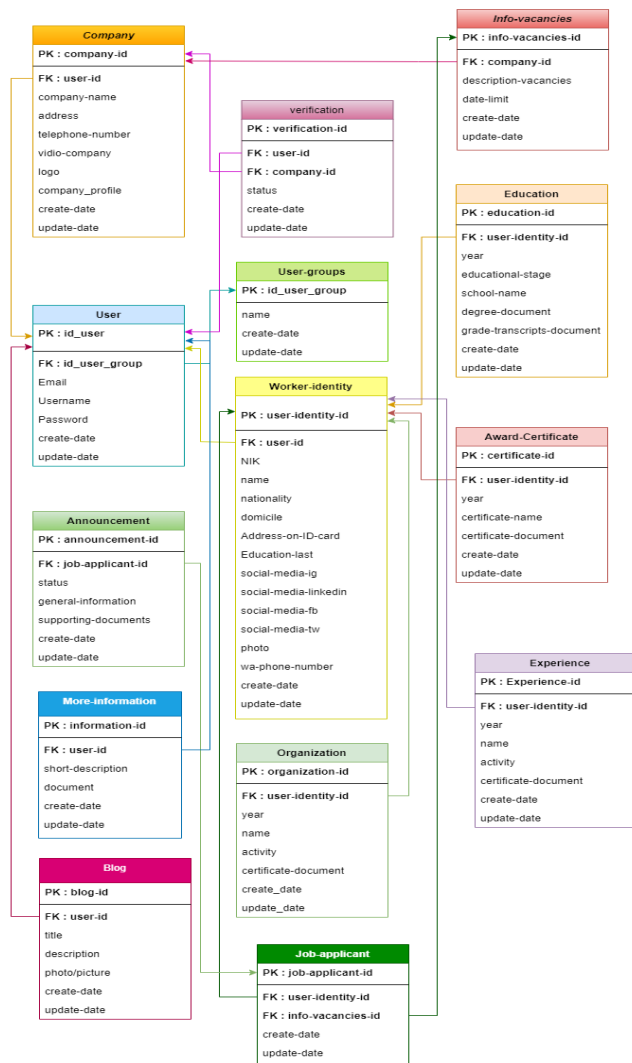 Company
PK : company-id
FK : user-id
company-name
address
telephone-number
vidio-company
logo
company_profile
create-date
update-date
Info-vacancies
PK : info-vacancies-id
FK : company-id
description-vacancies
date-limit
create-date
update-date
verification
PK : verification-id
FK : user-id
FK : company-id
status
create-date
update-date
Education
PK : education-id
FK : user-identity-id
year
educational-stage
school-name
degree-document
grade-transcripts-document
create-date
update-date
User-groups
PK : id_user_group
name
create-date
update-date
User
PK : id_user
FK : id_user_group
Email
Username
Password
create-date
update-date
Worker-identity
PK : user-identity-id
FK : user-id
NIK
name
nationality
domicile
Address-on-ID-card
Education-last
social-media-ig
social-media-linkedin
social-media-fb
social-media-tw
photo
wa-phone-number
create-date
update-date
Award-Certificate
PK : certificate-id
FK : user-identity-id
year
certificate-name
certificate-document
create-date
update-date
Announcement
PK : announcement-id
FK : job-applicant-id
status
general-information
supporting-documents
create-date
update-date
Experience
PK : Experience-id
FK : user-identity-id
year
name
activity
certificate-document
create-date
update-date
More-information
PK : information-id
FK : user-id
short-description
document
create-date
update-date
Organization
PK : organization-id
FK : user-identity-id
year
name
activity
certificate-document
create_date
update_date
Blog
PK : blog-id
FK : user-id
title
description
photo/picture
create-date
update-date
Job-applicant
PK : job-applicant-id
FK : user-identity-id
FK : info-vacancies-id
create-date
update-date